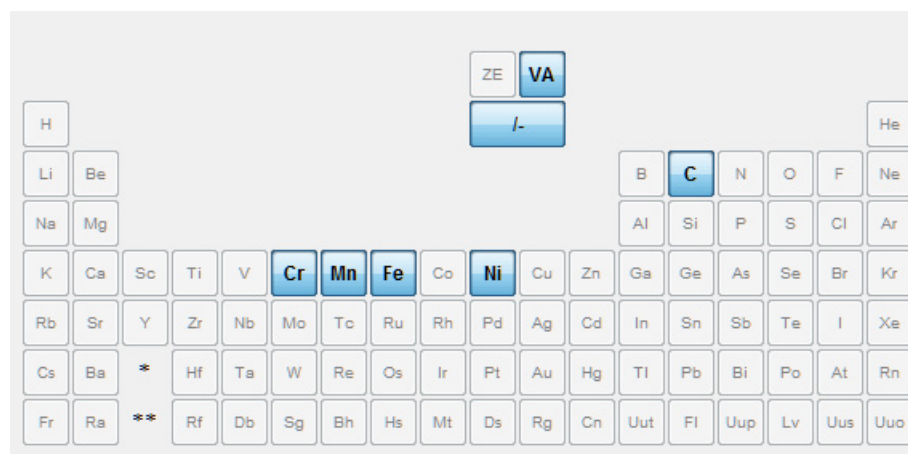 ZE VA
H /- He
Li Be B C N O F Ne
Na Mg Al Si P S Cl Ar
K Ca Sc Ti V Cr Mn Fe Co Ni Cu Zn Ga Ge As Se Br Kr
Rb Sr Y Zr Nb Mo Tc Ru Rh Pd Ag Cd In Sn Sb Te I Xe
Cs Ba * Hf Ta W Re Os Ir Pt Au Hg Tl Pb Bi Po At Rn
Fr Ra ** Rf Db Sg Bh Hs Mt Ds Rg Cn Uut Fl Uup Lv Uus Uuo